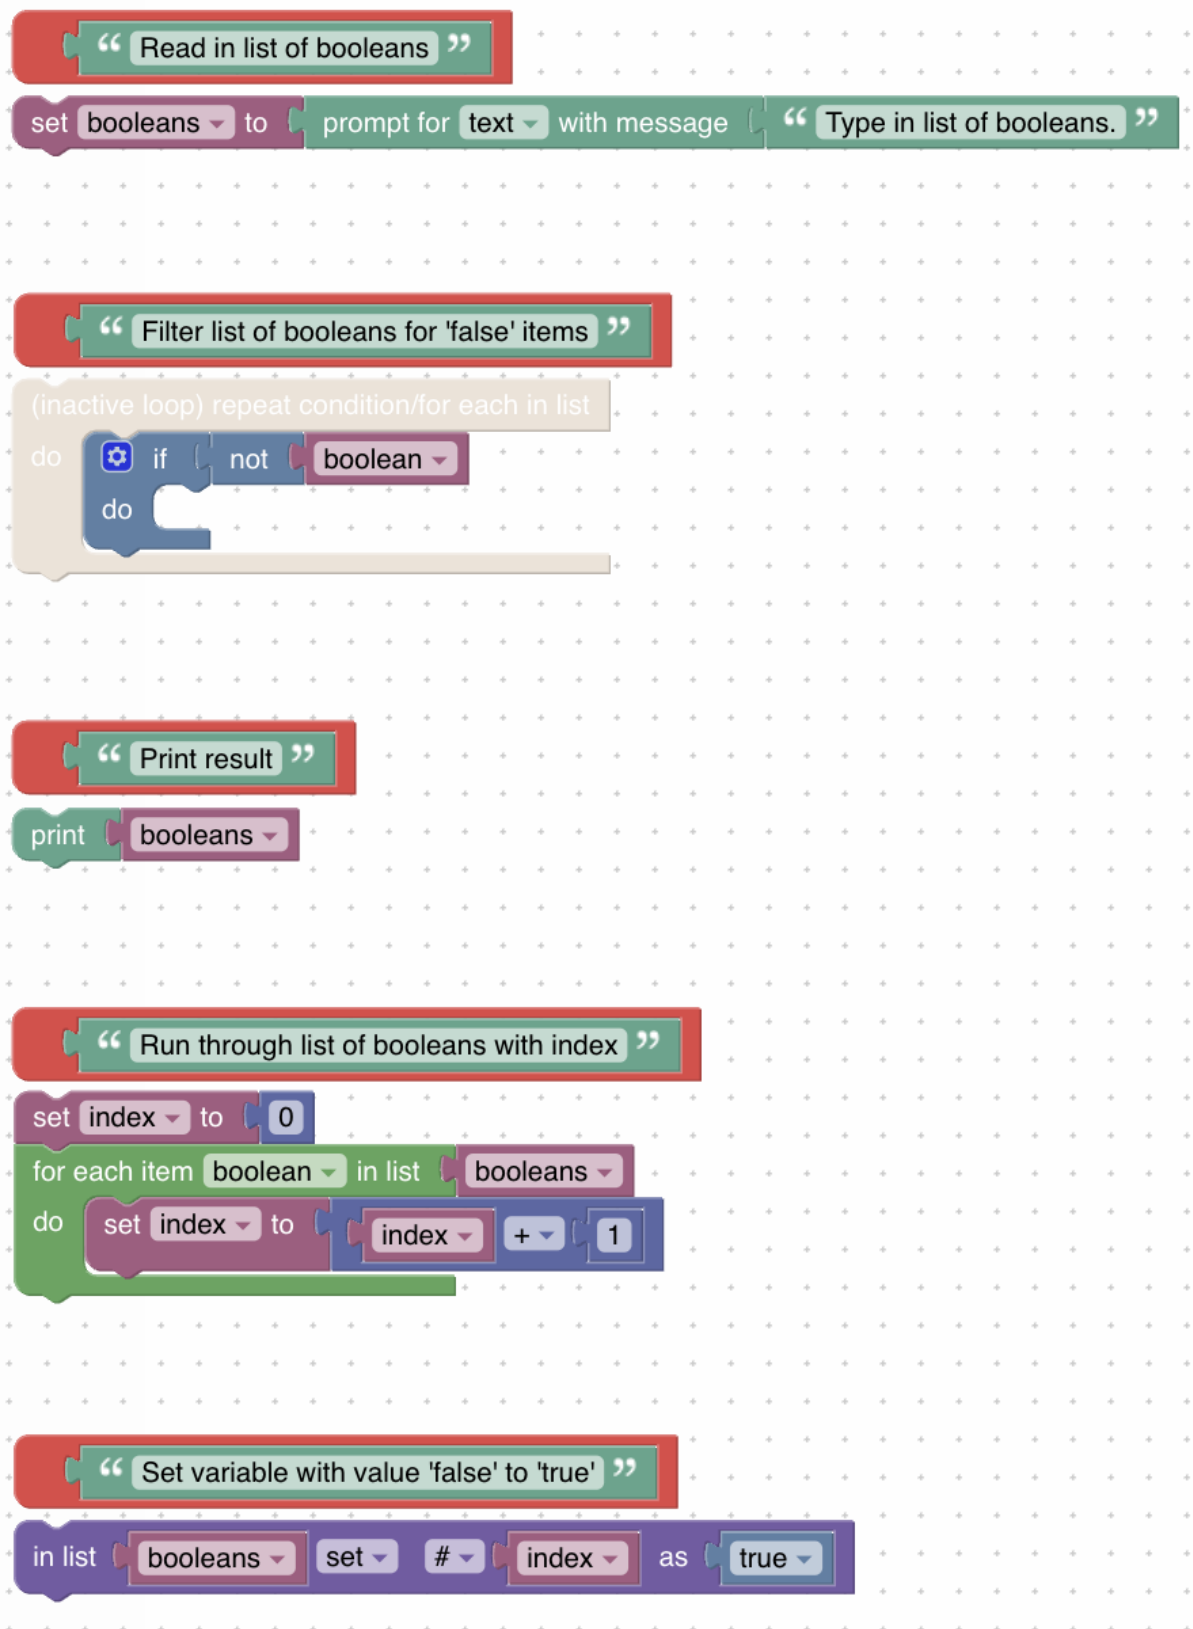 “ Read in list of booleans ”
set booleans to prompt for text with message “ Type in list of booleans. ”
“ Filter list of booleans for 'false' items ”
(inactive loop) repeat condition/for each in list
do if not boolean
do
“ Print result ”
print booleans
“ Run through list of booleans with index ”
set index to 0
for each item boolean in list booleans
do set index to index + 1
“ Set variable with value 'false' to 'true' ”
in list booleans set # index as true